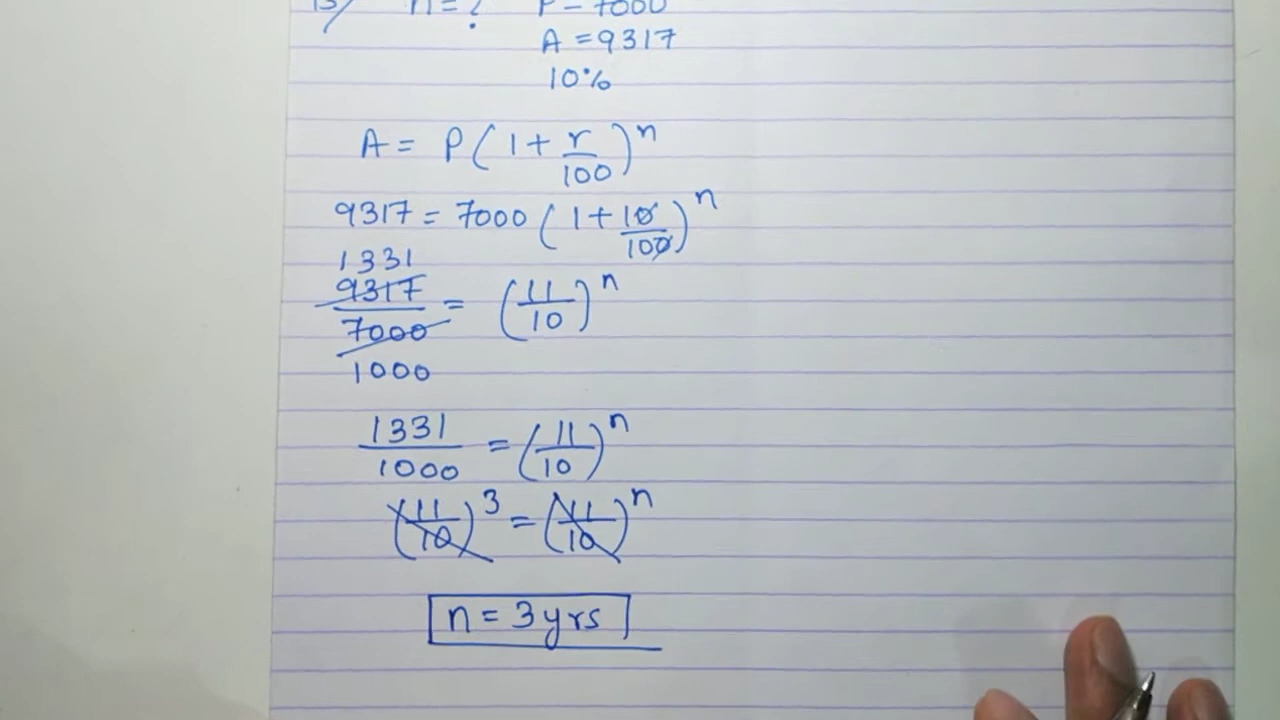 15) n = ? P = 7000
A = 9317
10%
A = P(1 + r/100)^n
9317 = 7000(1 + 10/100)^n
1331
9317/7000 = (11/10)^n
1000
1331/1000 = (11/10)^n
(11/10)^3 = (11/10)^n
n = 3 yrs